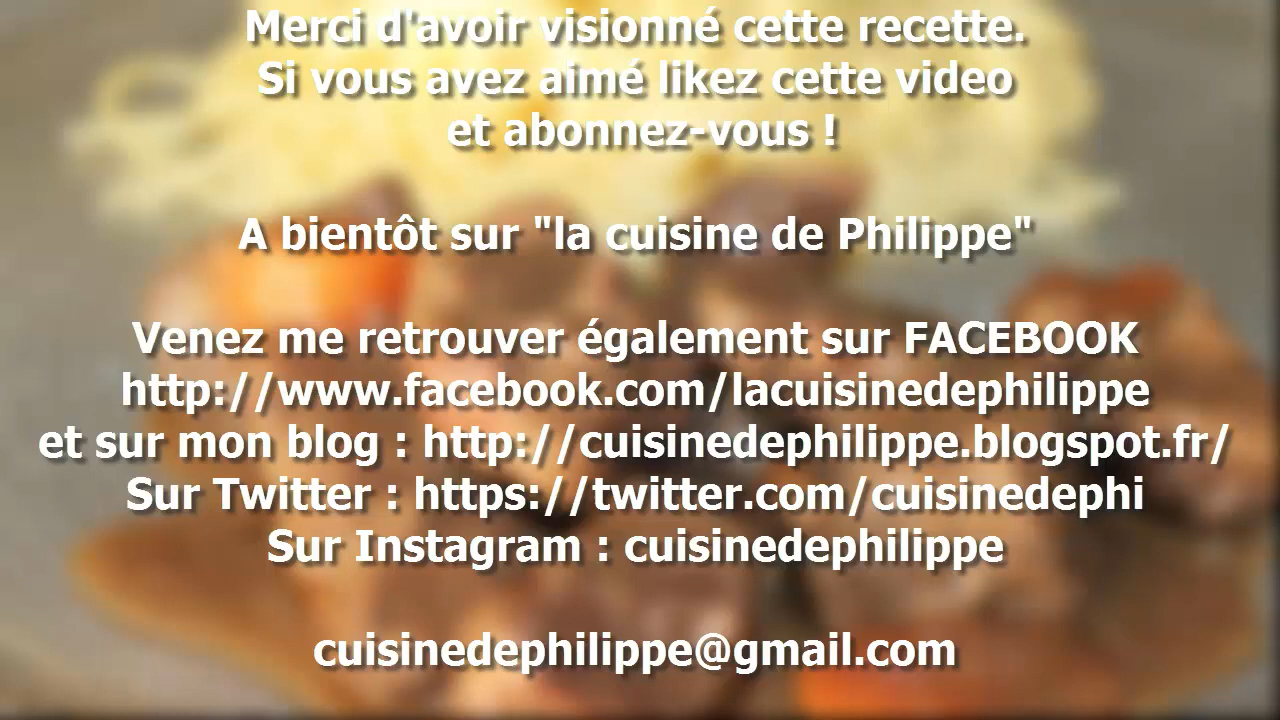 Merci d'avoir visionné cette recette.
Si vous avez aimé likez cette video
et abonnez-vous !
A bientôt sur "la cuisine de Philippe"
Venez me retrouver également sur FACEBOOK
http://www.facebook.com/lacuisinedephilippe
et sur mon blog : http://cuisinedephilippe.blogspot.fr/
Sur Twitter : https://twitter.com/cuisinedephi
Sur Instagram : cuisinedephilippe
cuisinedephilippe@gmail.com